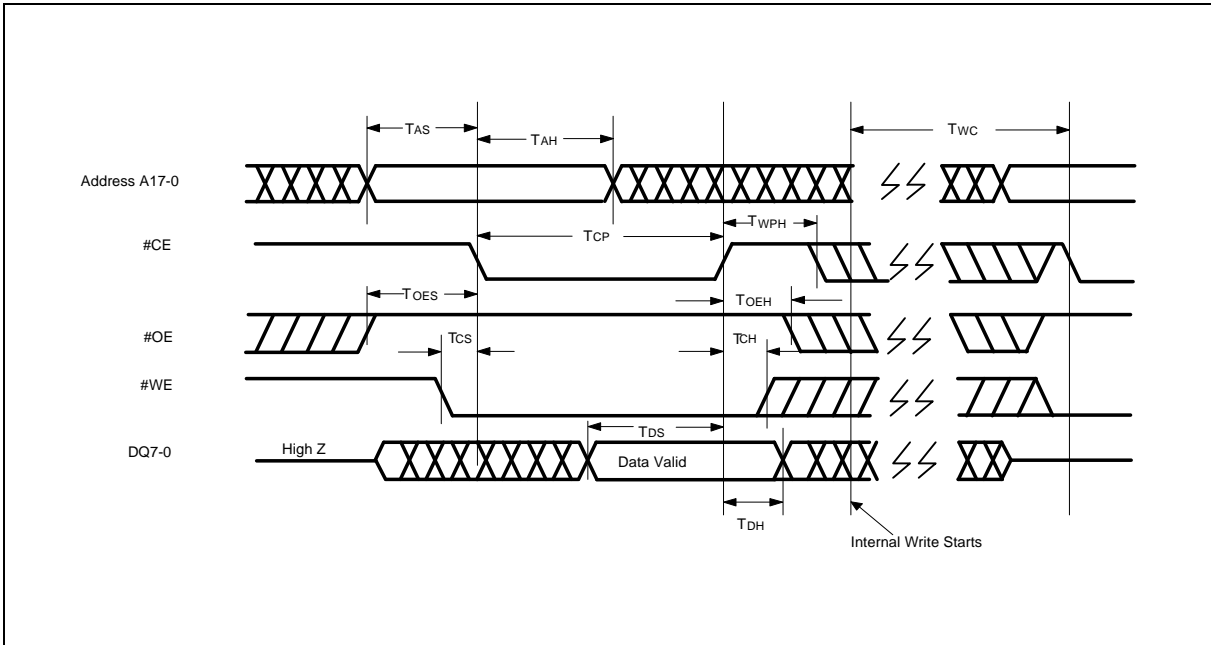 TAS
TAH
TWC
Address A17-0
TWPH
TCP
#CE
TOES
TOEH
#OE
TCS
TCH
#WE
TDS
DQ7-0
High Z
Data Valid
TDH
Internal Write Starts